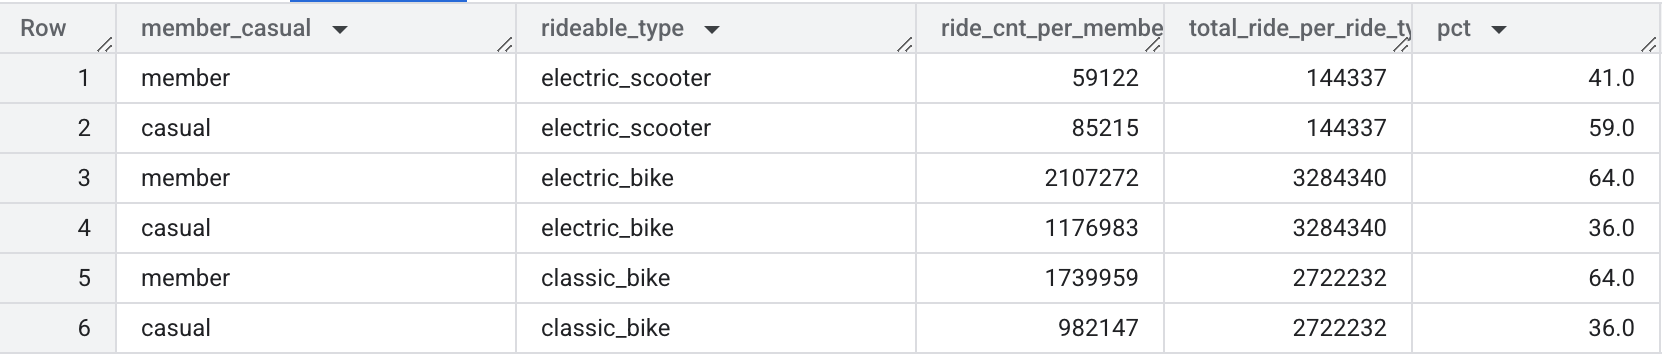 Row member_casual rideable_type ride_cnt_per_membe total_ride_per_ride_ty pct
1 member electric_scooter 59122 144337 41.0
2 casual electric_scooter 85215 144337 59.0
3 member electric_bike 2107272 3284340 64.0
4 casual electric_bike 1176983 3284340 36.0
5 member classic_bike 1739959 2722232 64.0
6 casual classic_bike 982147 2722232 36.0